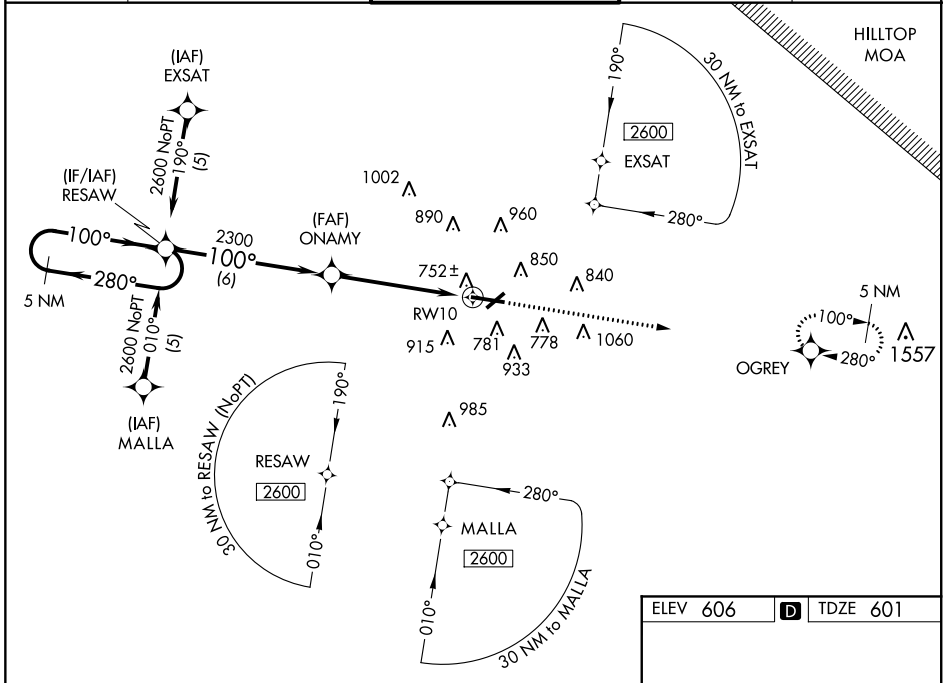 HILLTOP
MOA
(IAF)
EXSAT
2600 NoPT
190°
(5)
190°
30 NM to EXSAT
2600
EXSAT
280°
(IF/IAF)
RESAW
1002
890
960
100°
2300
100°
(6)
(FAF)
ONAMY
280°
5 NM
752±
850
840
RW10
5 NM
100°
280°
1557
OGREY
2600 NoPT
010°
(5)
915
781
778
1060
933
(IAF)
MALLA
985
30 NM to RESAW (NoPT)
190°
RESAW
2600
010°
280°
MALLA
2600
010°
30 NM to MALLA
ELEV 606
D
TDZE 601